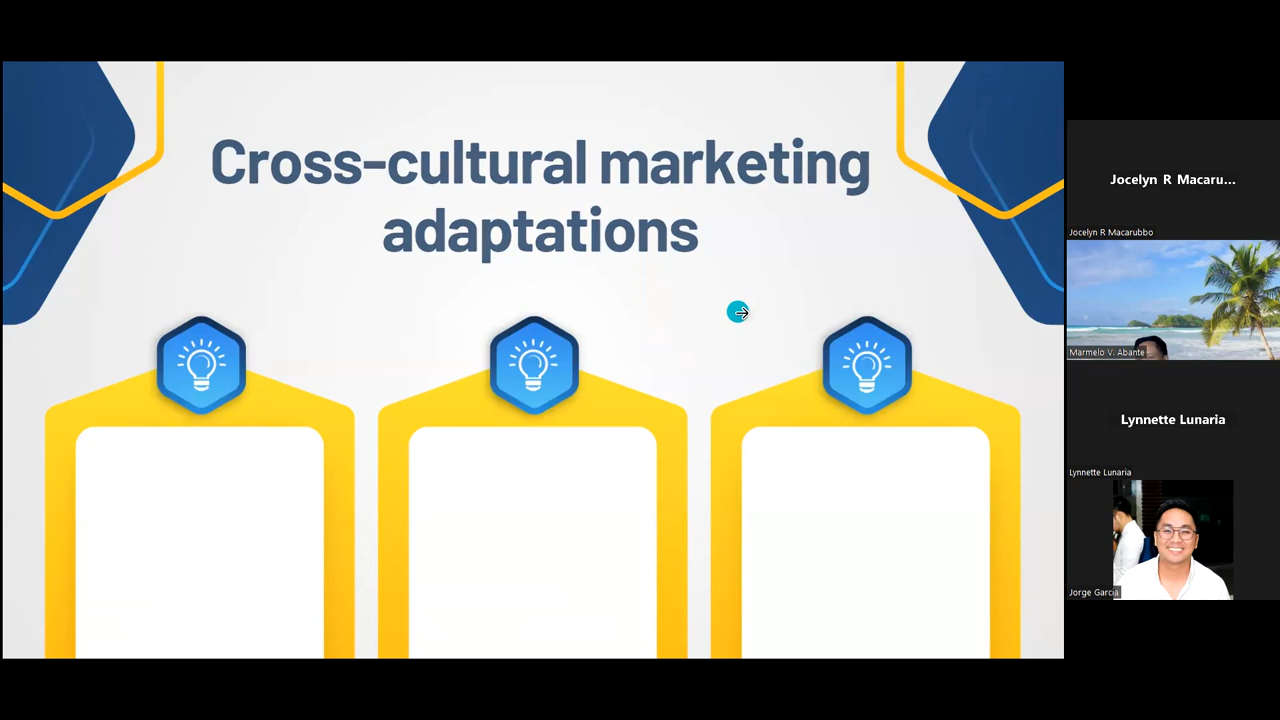 Cross-cultural marketing
adaptations
Jocelyn R Macaru...
Jocelyn R Macarubbo
Marmelo V. Abante
Lynnette Lunaria
Lynnette Lunaria
Jorge Garcia